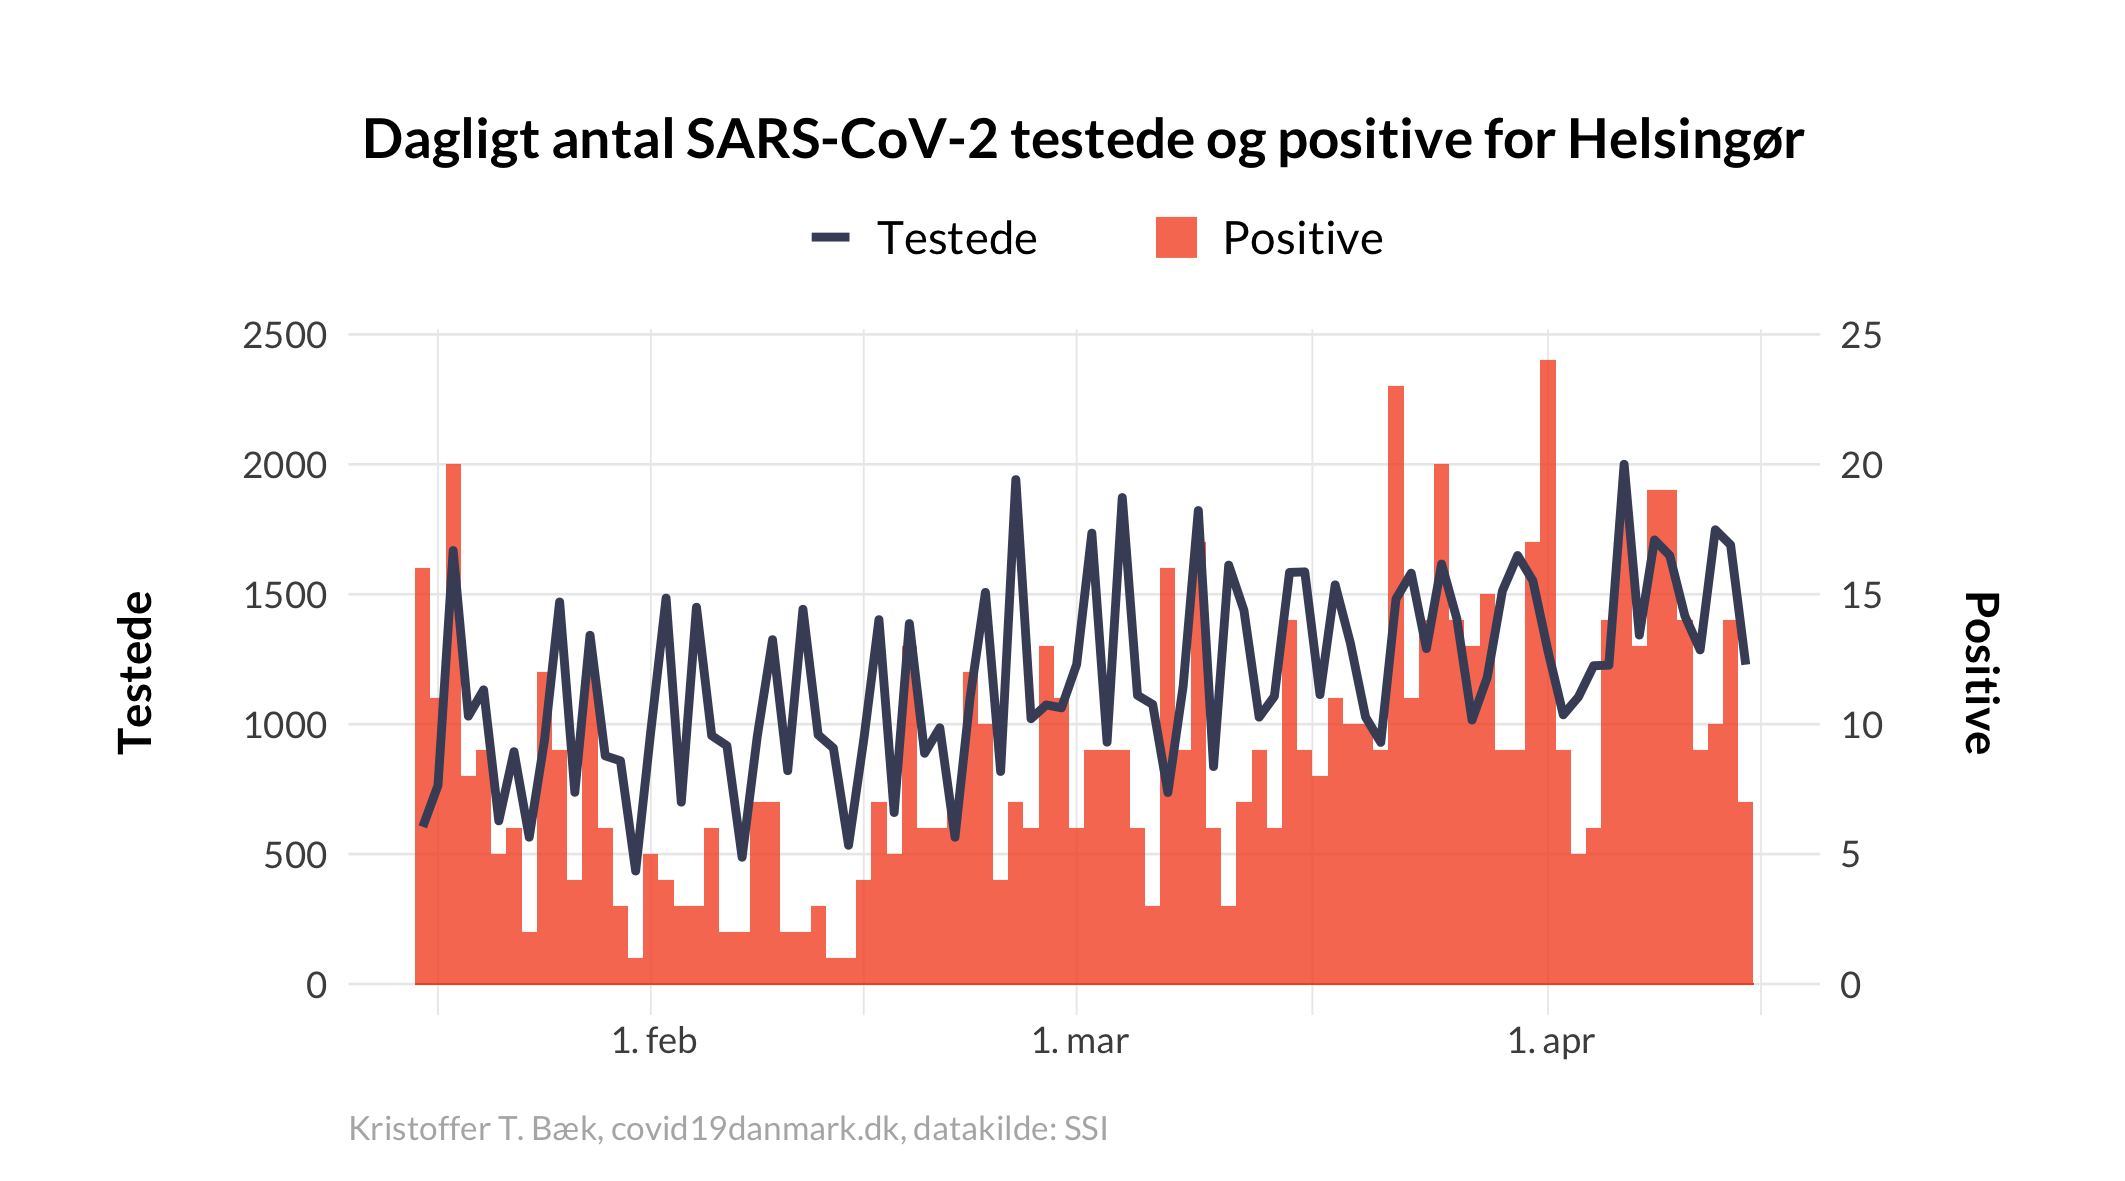 Dagligt antal SARS-CoV-2 testede og positive for Helsingør
Testede Positive
2500 25
2000 20
1500 15
1000 10
500 5
0 0
Testede
Positive
1. feb 1. mar 1. apr
Kristoffer T. Bæk, covid19danmark.dk, datakilde: SSI